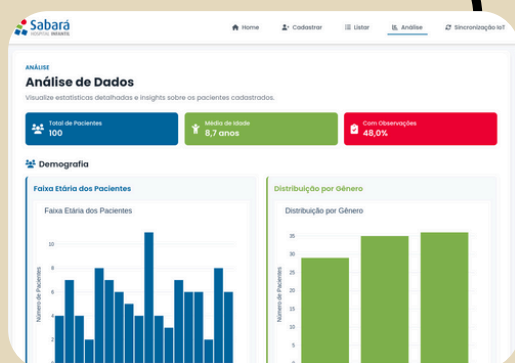 Sabará
HOSPITAL INFANTIL
Home
Cadastrar
Listar
Análise
Sincronização IoT
ANÁLISE
Análise de Dados
Visualize estatísticas detalhadas e insights sobre os pacientes cadastrados.
Total de Pacientes
100
Média de Idade
8,7 anos
Com Observações
48,0%
Demografia
Faixa Etária dos Pacientes
Faixa Etária dos Pacientes
10
8
6
4
2
0
Número de Pacientes
Distribuição por Gênero
Distribuição por Gênero
35
30
25
20
15
10
5
Número de Pacientes